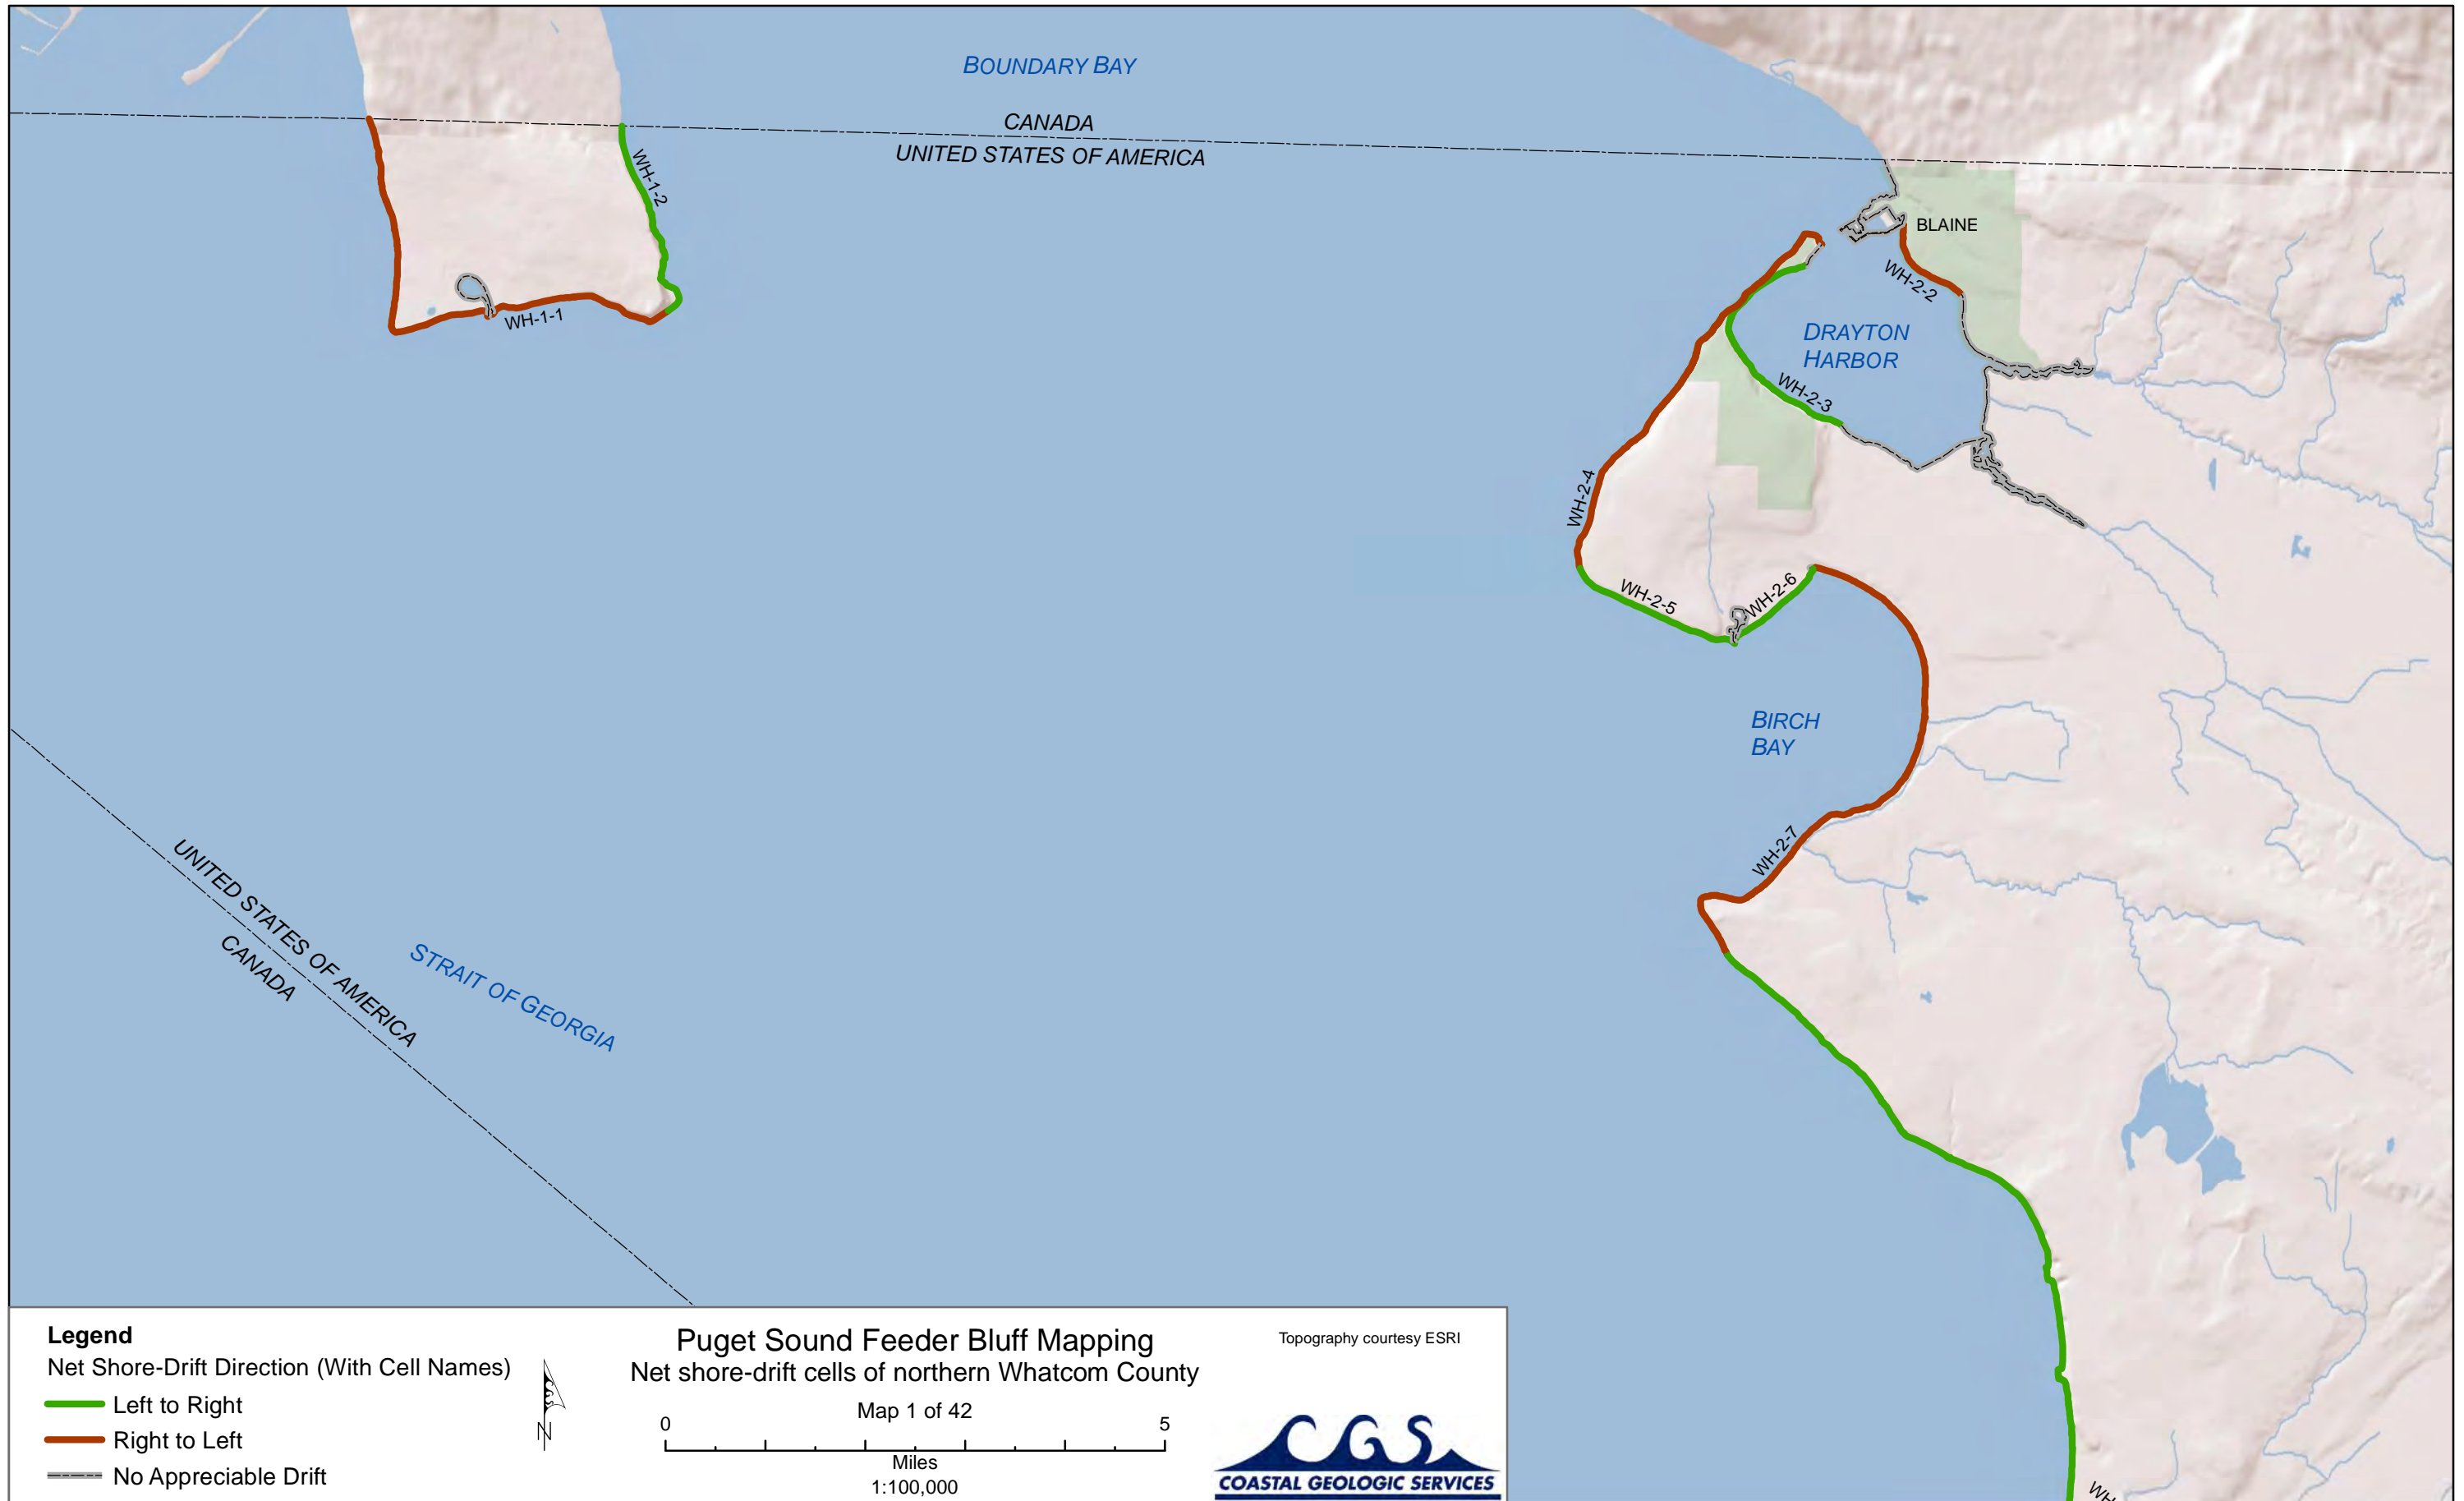 BOUNDARY BAY
CANADA
UNITED STATES OF AMERICA
WH-1-2
WH-1-1
BLAINE
WH-2-2
DRAYTON
HARBOR
WH-2-3
WH-2-4
WH-2-5
WH-2-6
BIRCH
BAY
WH-2-7
UNITED STATES OF AMERICA
CANADA
STRAIT OF GEORGIA
Legend
Net Shore-Drift Direction (With Cell Names)
Left to Right
Right to Left
No Appreciable Drift
CGS
N
Puget Sound Feeder Bluff Mapping
Net shore-drift cells of northern Whatcom County
Map 1 of 42
0 5
Miles
1:100,000
Topography courtesy ESRI
CGS
COASTAL GEOLOGIC SERVICES
WH-